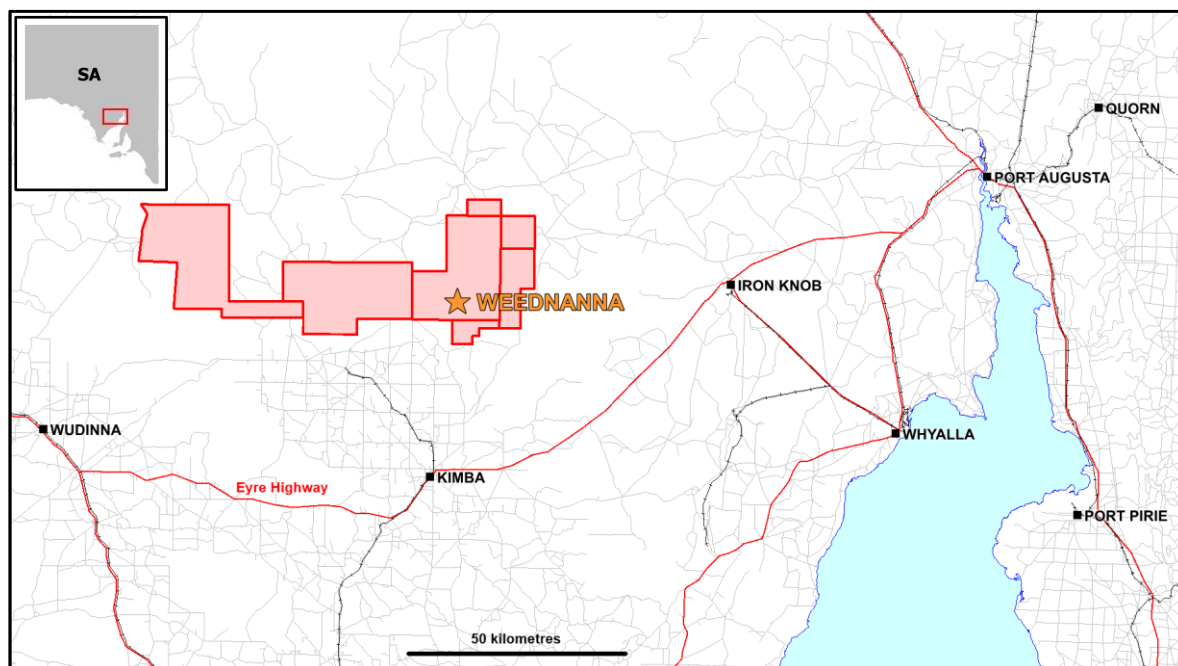 SA
QUORN
PORT AUGUSTA
IRON KNOB
WEEDNANNA
WUDINNA
WHYALLA
KIMBA
Eyre Highway
PORT PIRIE
50 kilometres